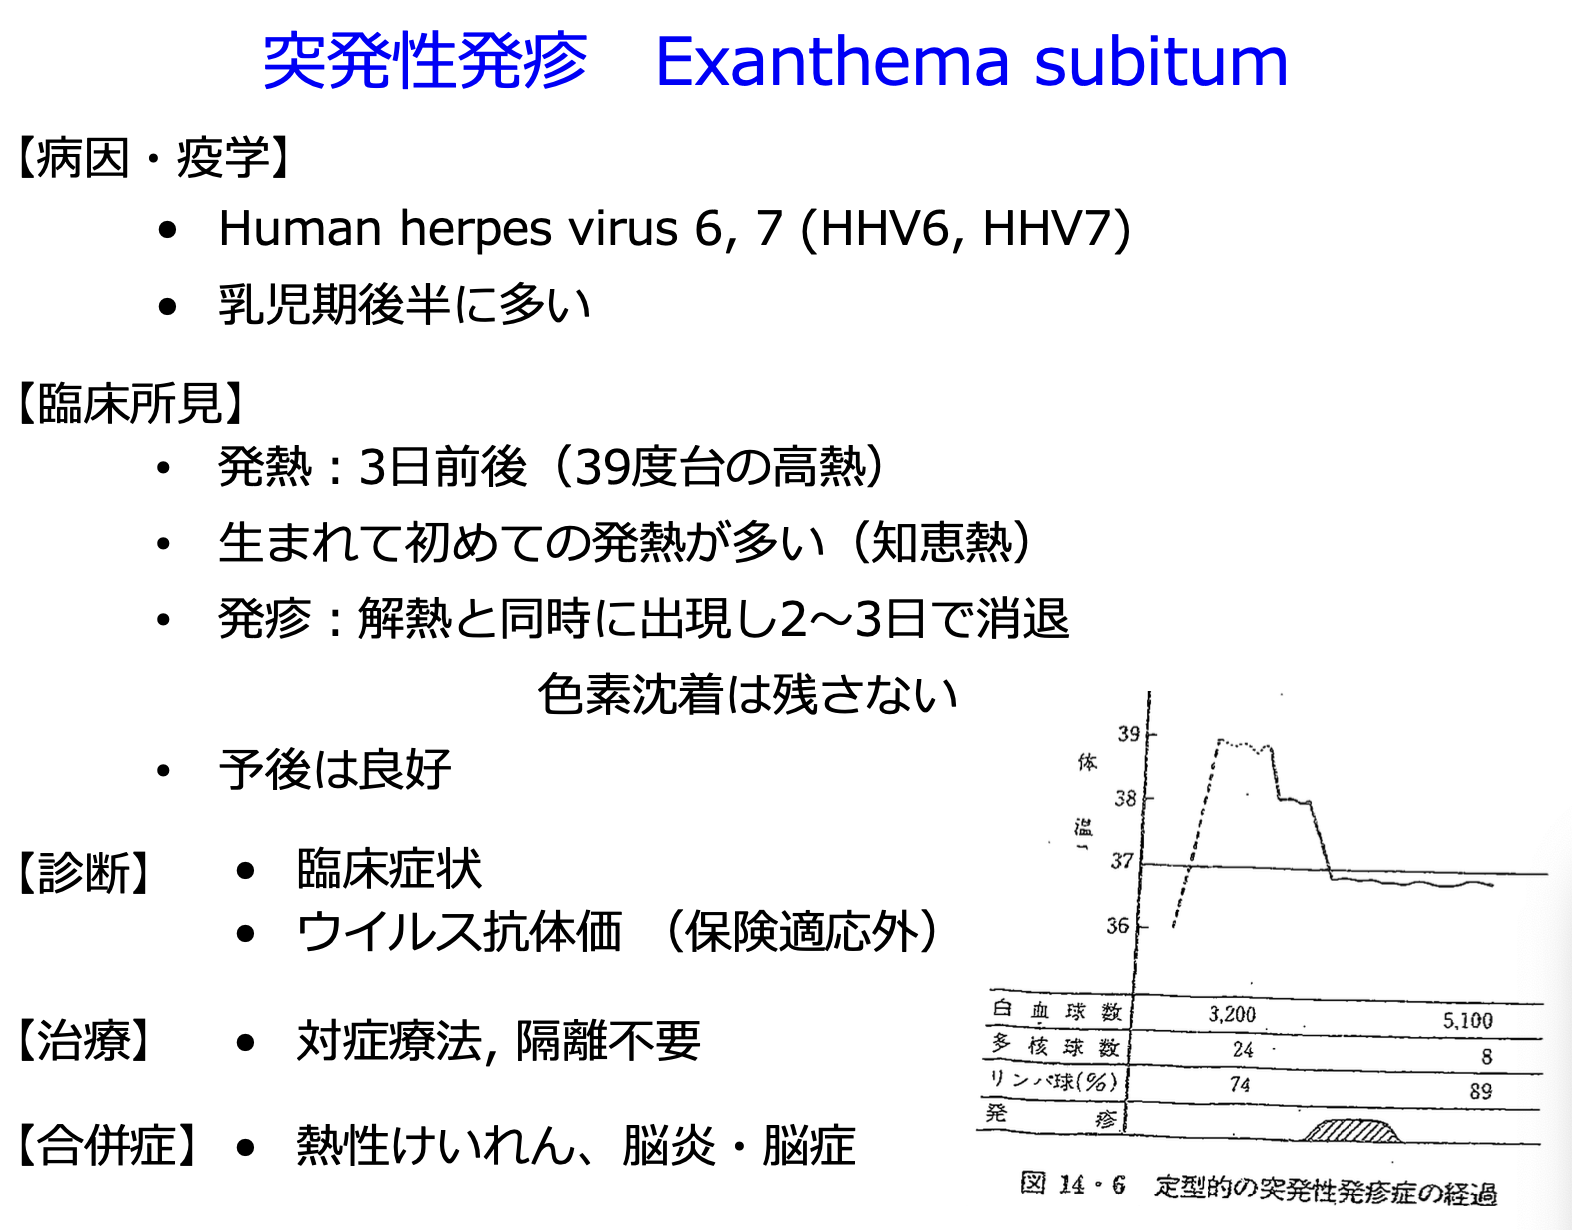 突発性発疹　Exanthema subitum
【病因・疫学】
• Human herpes virus 6, 7 (HHV6, HHV7)
• 乳児期後半に多い
【臨床所見】
• 発熱：3日前後（39度台の高熱）
• 生まれて初めての発熱が多い（知恵熱）
• 発疹：解熱と同時に出現し2～3日で消退
色素沈着は残さない
• 予後は良好
【診断】 • 臨床症状
• ウイルス抗体価 （保険適応外）
【治療】 • 対症療法, 隔離不要
【合併症】 • 熱性けいれん、脳炎・脳症
体温
39
38
37
36
白血球数 3,200 5,100
多核球数 24 8
リンパ球(%) 74 89
発疹
図 14・6 定型的の突発性発疹症の経過